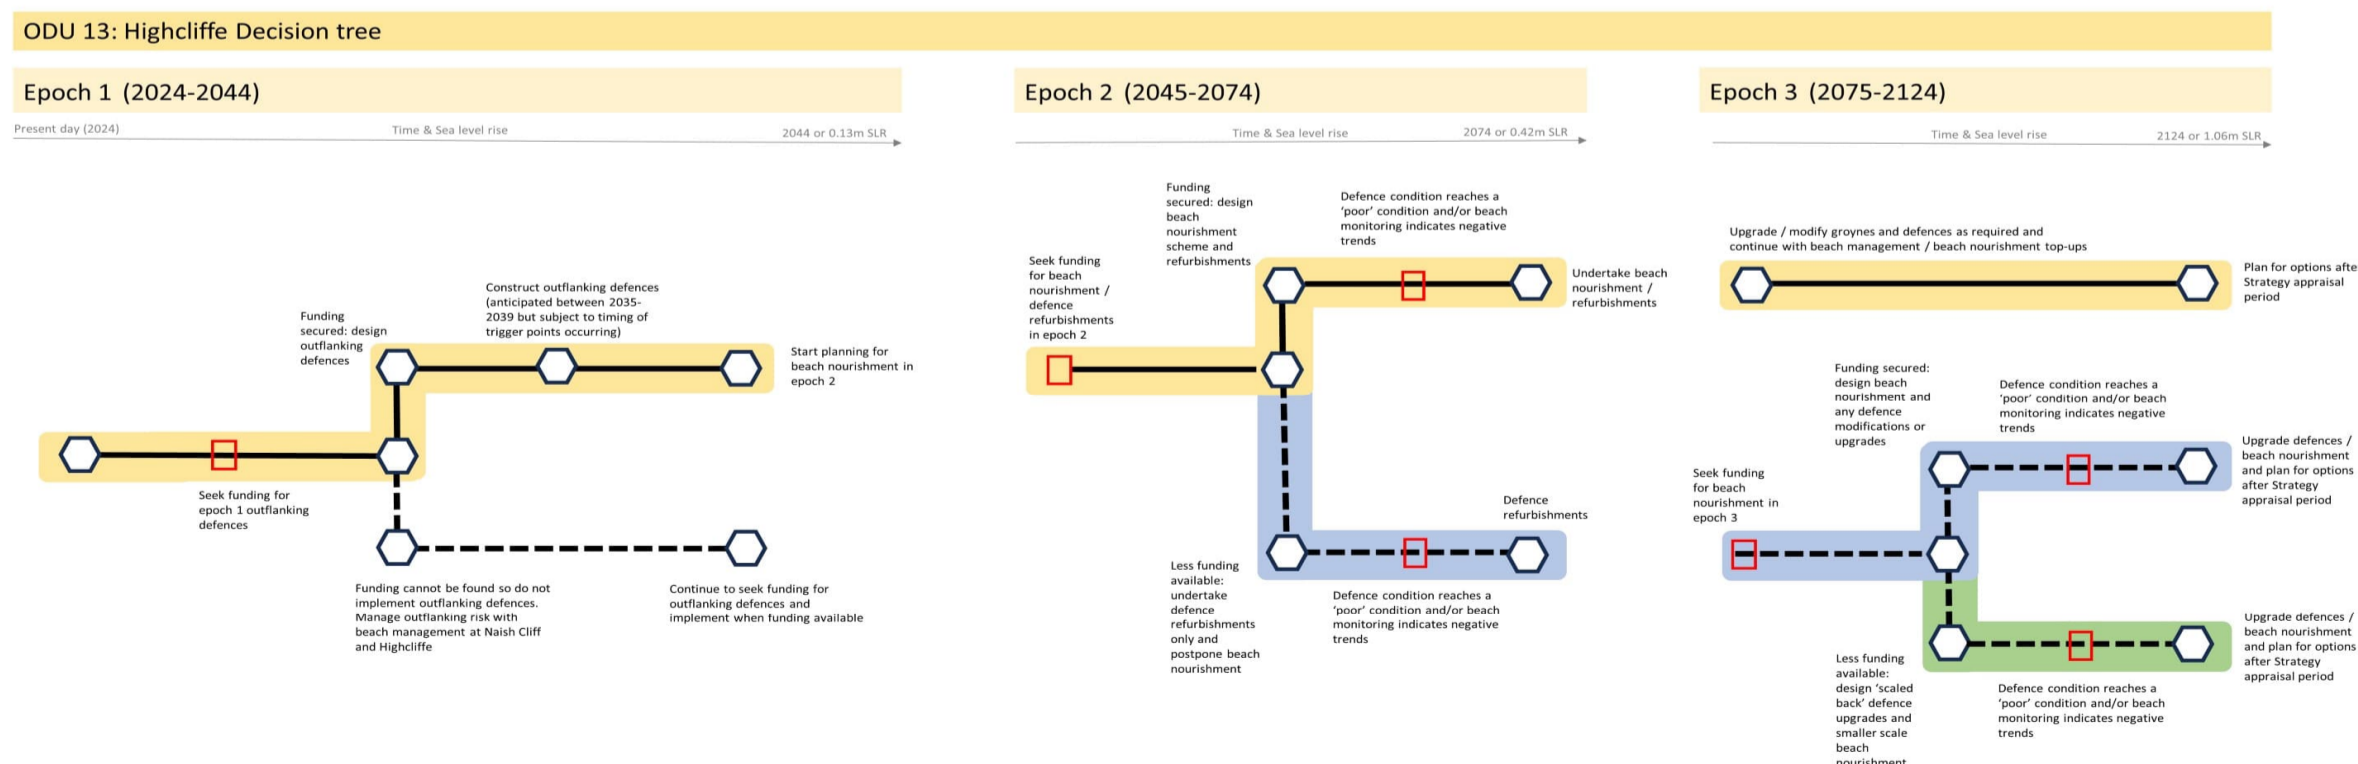 ODU 13: Highcliffe Decision tree
Epoch 1 (2024-2044)
Present day (2024)
Time & Sea level rise
2044 or 0.13m SLR
Funding
secured: design
outflanking
defences
Construct outflanking defences
(anticipated between 2035-
2039 but subject to timing of
trigger points occurring)
Start planning for
beach nourishment in
epoch 2
Seek funding for
epoch 1 outflanking
defences
Funding cannot be found so do not
implement outflanking defences.
Manage outflanking risk with
beach management at Naish Cliff
and Highcliffe
Continue to seek funding for
outflanking defences and
implement when funding available
Epoch 2 (2045-2074)
Time & Sea level rise
2074 or 0.42m SLR
Seek funding
for beach
nourishment /
defence
refurbishments
in epoch 2
Funding
secured: design
beach
nourishment
scheme and
refurbishments
Defence condition reaches a
‘poor’ condition and/or beach
monitoring indicates negative
trends
Undertake beach
nourishment /
refurbishments
Less funding
available:
undertake
defence
refurbishments
only and
postpone beach
nourishment
Defence condition reaches a
‘poor’ condition and/or beach
monitoring indicates negative
trends
Defence
refurbishments
Epoch 3 (2075-2124)
Time & Sea level rise
2124 or 1.06m SLR
Upgrade / modify groynes and defences as required and
continue with beach management / beach nourishment top-ups
Plan for options afte
Strategy appraisal
period
Seek funding
for beach
nourishment in
epoch 3
Funding secured:
design beach
nourishment and
any defence
modifications or
upgrades
Defence condition reaches a
‘poor’ condition and/or beach
monitoring indicates negative
trends
Upgrade defences /
beach nourishment
and plan for options
after Strategy
appraisal period
Less funding
available:
design ‘scaled
back’ defence
upgrades and
smaller scale
beach
nourishment
Defence condition reaches a
‘poor’ condition and/or beach
monitoring indicates negative
trends
Upgrade defences /
beach nourishment
and plan for options
after Strategy
appraisal period